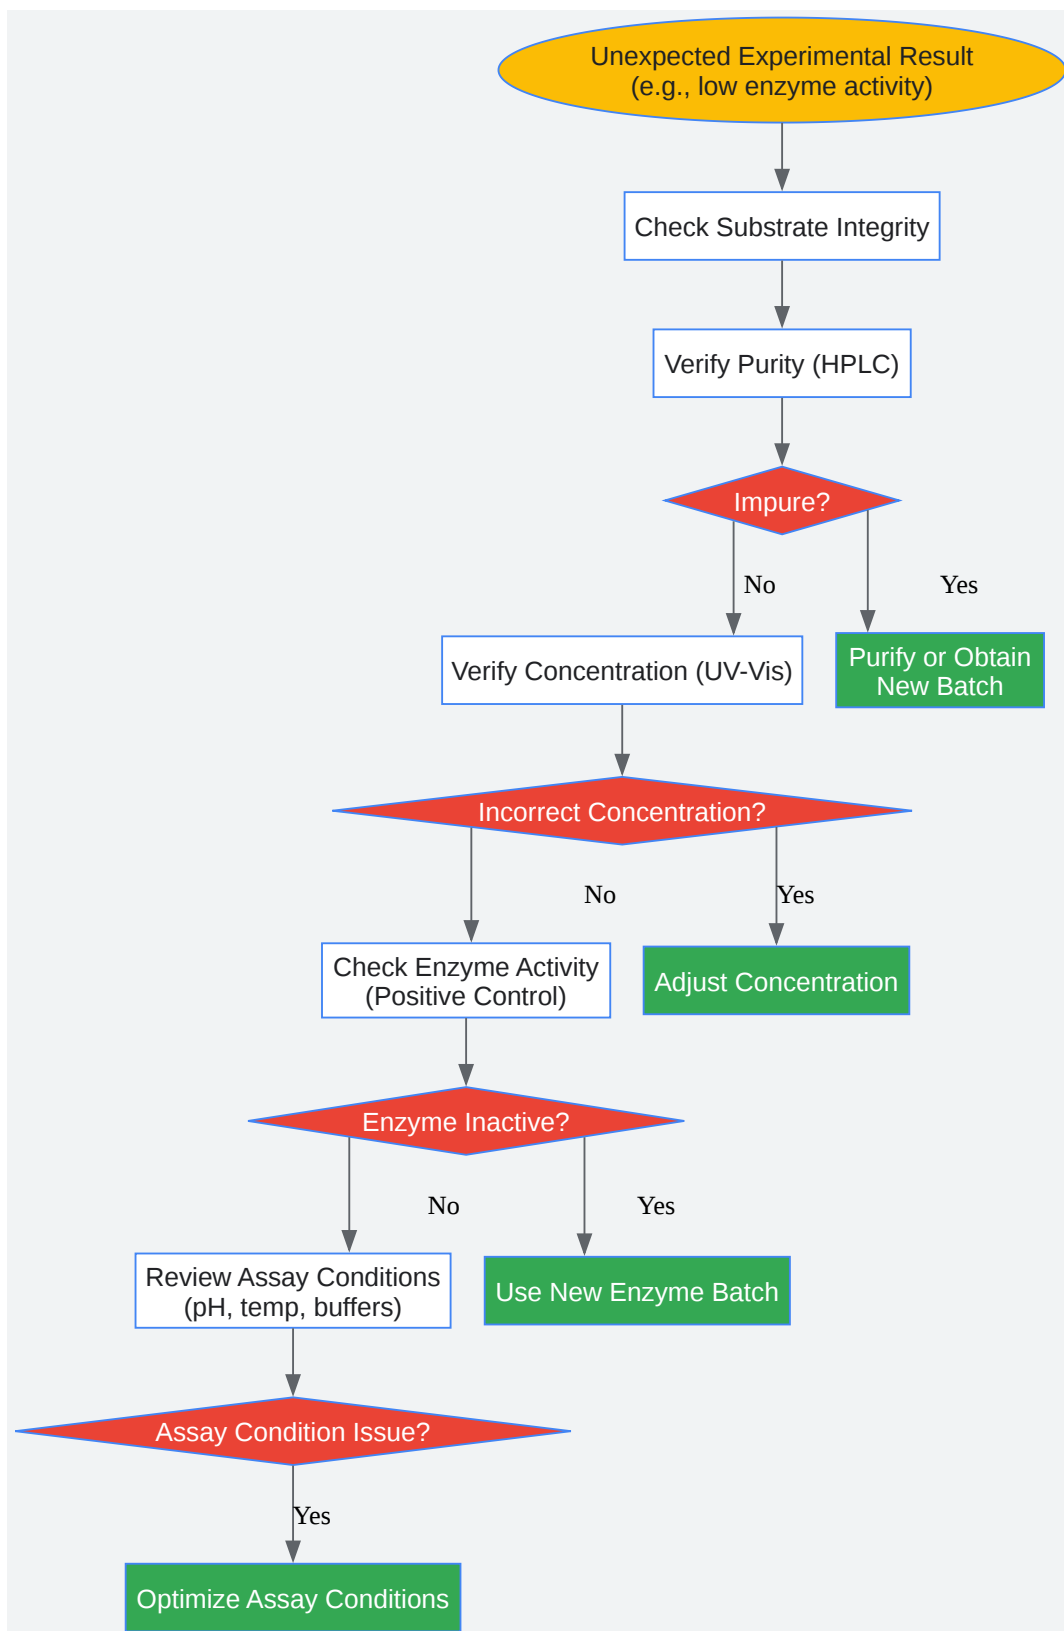 Unexpected Experimental Result
(e.g., low enzyme activity)
Check Substrate Integrity
Verify Purity (HPLC)
Impure?
No
Yes
Verify Concentration (UV-Vis)
Purify or Obtain
New Batch
Incorrect Concentration?
No
Yes
Check Enzyme Activity
(Positive Control)
Adjust Concentration
Enzyme Inactive?
No
Yes
Review Assay Conditions
(pH, temp, buffers)
Use New Enzyme Batch
Assay Condition Issue?
Yes
Optimize Assay Conditions